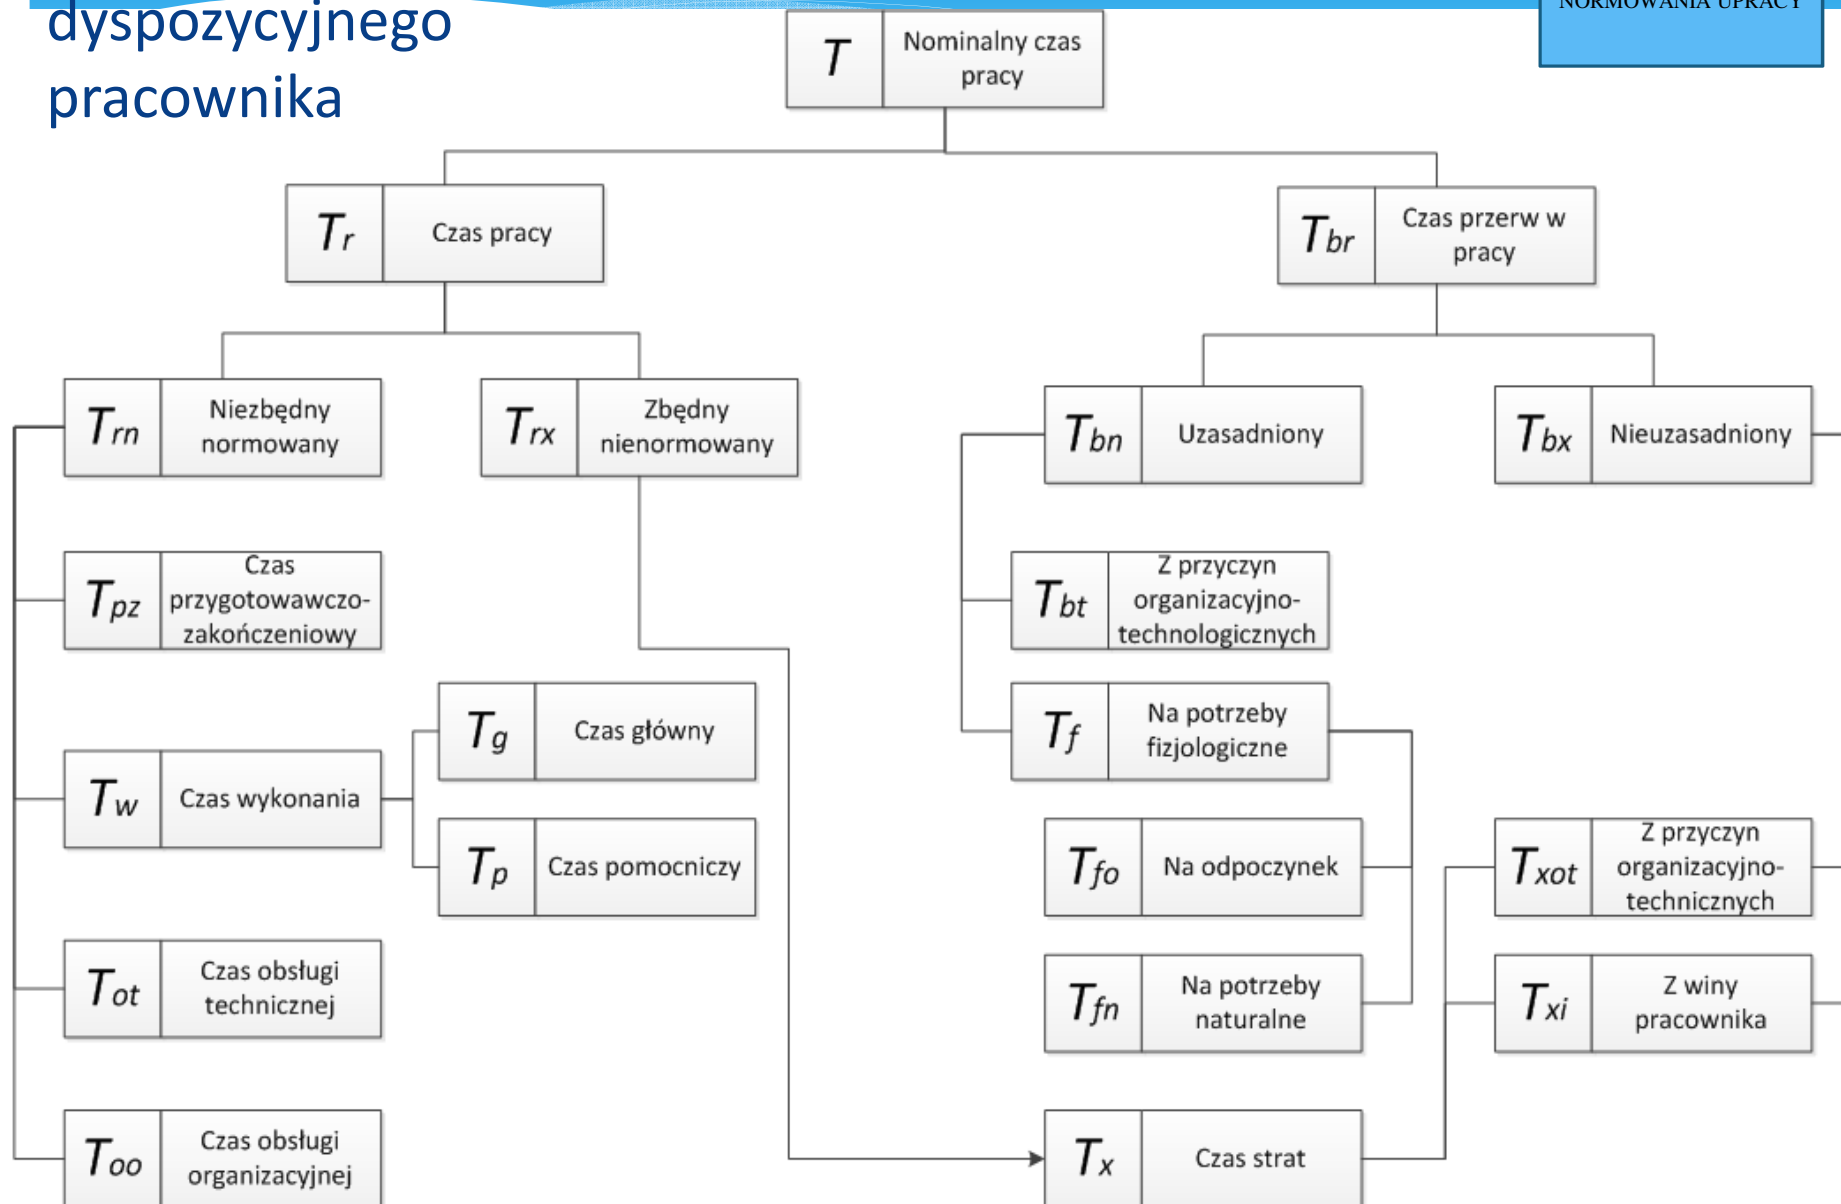 dyspozycyjnego
pracownika
NORMOWANIA UPRACY
T
Nominalny czas
pracy
Tr
Czas pracy
Tbr
Czas przerw w
pracy
Trn
Niezbędny
normowany
Trx
Zbędny
nienormowany
Tbn
Uzasadniony
Tbx
Nieuzasadniony
Tpz
Czas
przygotowawczo-
zakończeniowy
Tbt
Z przyczyn
organizacyjno-
technologicznych
Tg
Czas główny
Tf
Na potrzeby
fizjologiczne
Tw
Czas wykonania
Tp
Czas pomocniczy
Tfo
Na odpoczynek
Txot
Z przyczyn
organizacyjno-
technicznych
Tot
Czas obsługi
technicznej
Tfn
Na potrzeby
naturalne
Txi
Z winy
pracownika
Too
Czas obsługi
organizacyjnej
Tx
Czas strat